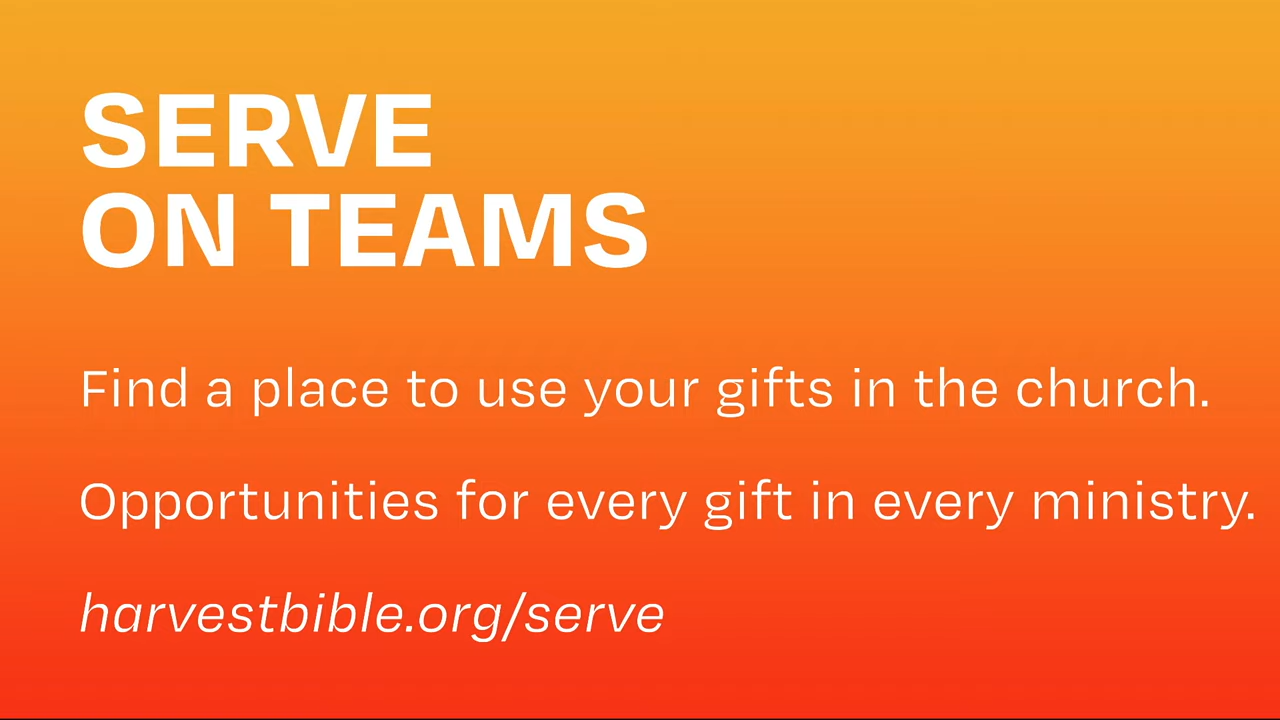 SERVE
ON TEAMS
Find a place to use your gifts in the church.
Opportunities for every gift in every ministry.
harvestbible.org/serve